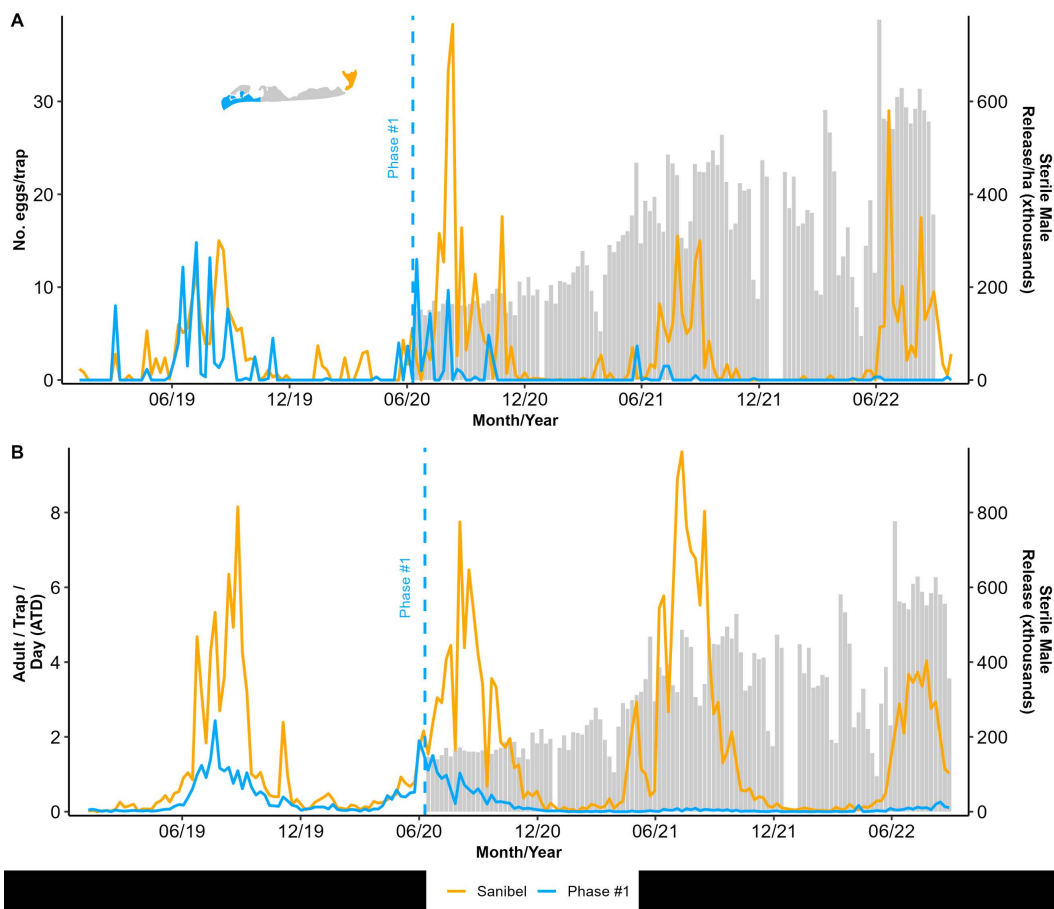 A
30
20
10
0
No. eggs/trap
Phase #1
600
400
200
0
Sterile Male
Release/ha (xthousands)
06/19
12/19
06/20
12/20
06/21
12/21
06/22
Month/Year
B
8
6
4
2
0
Adult / Trap /
Day (ATD)
Phase #1
800
600
400
200
0
Sterile Male
Release (xthousands)
06/19
12/19
06/20
12/20
06/21
12/21
06/22
Month/Year
Sanibel
Phase #1